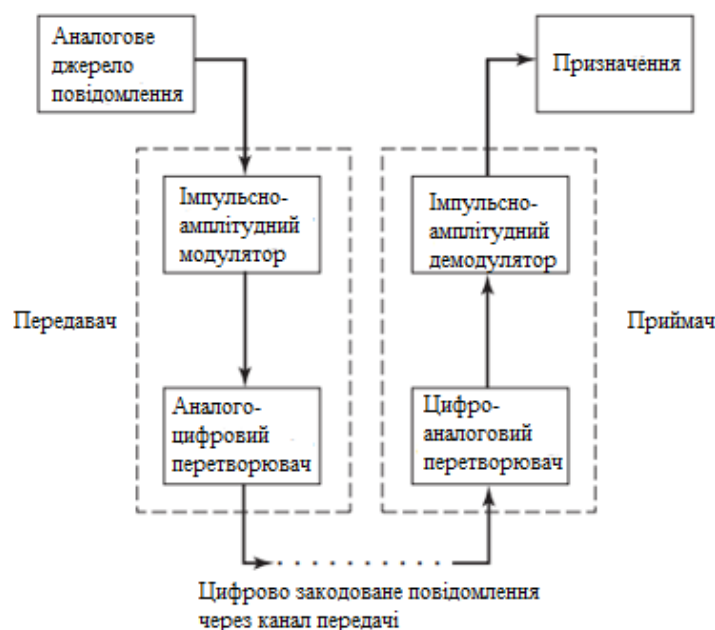 Аналогове
джерело
повідомлення
Призначення
Імпульсно-
амплітудний
модулятор
Імпульсно-
амплітудний
демодулятор
Передавач
Приймач
Аналого-
цифровий
перетворювач
Цифро-
аналоговий
перетворювач
Цифрово закодоване повідомлення
через канал передачі